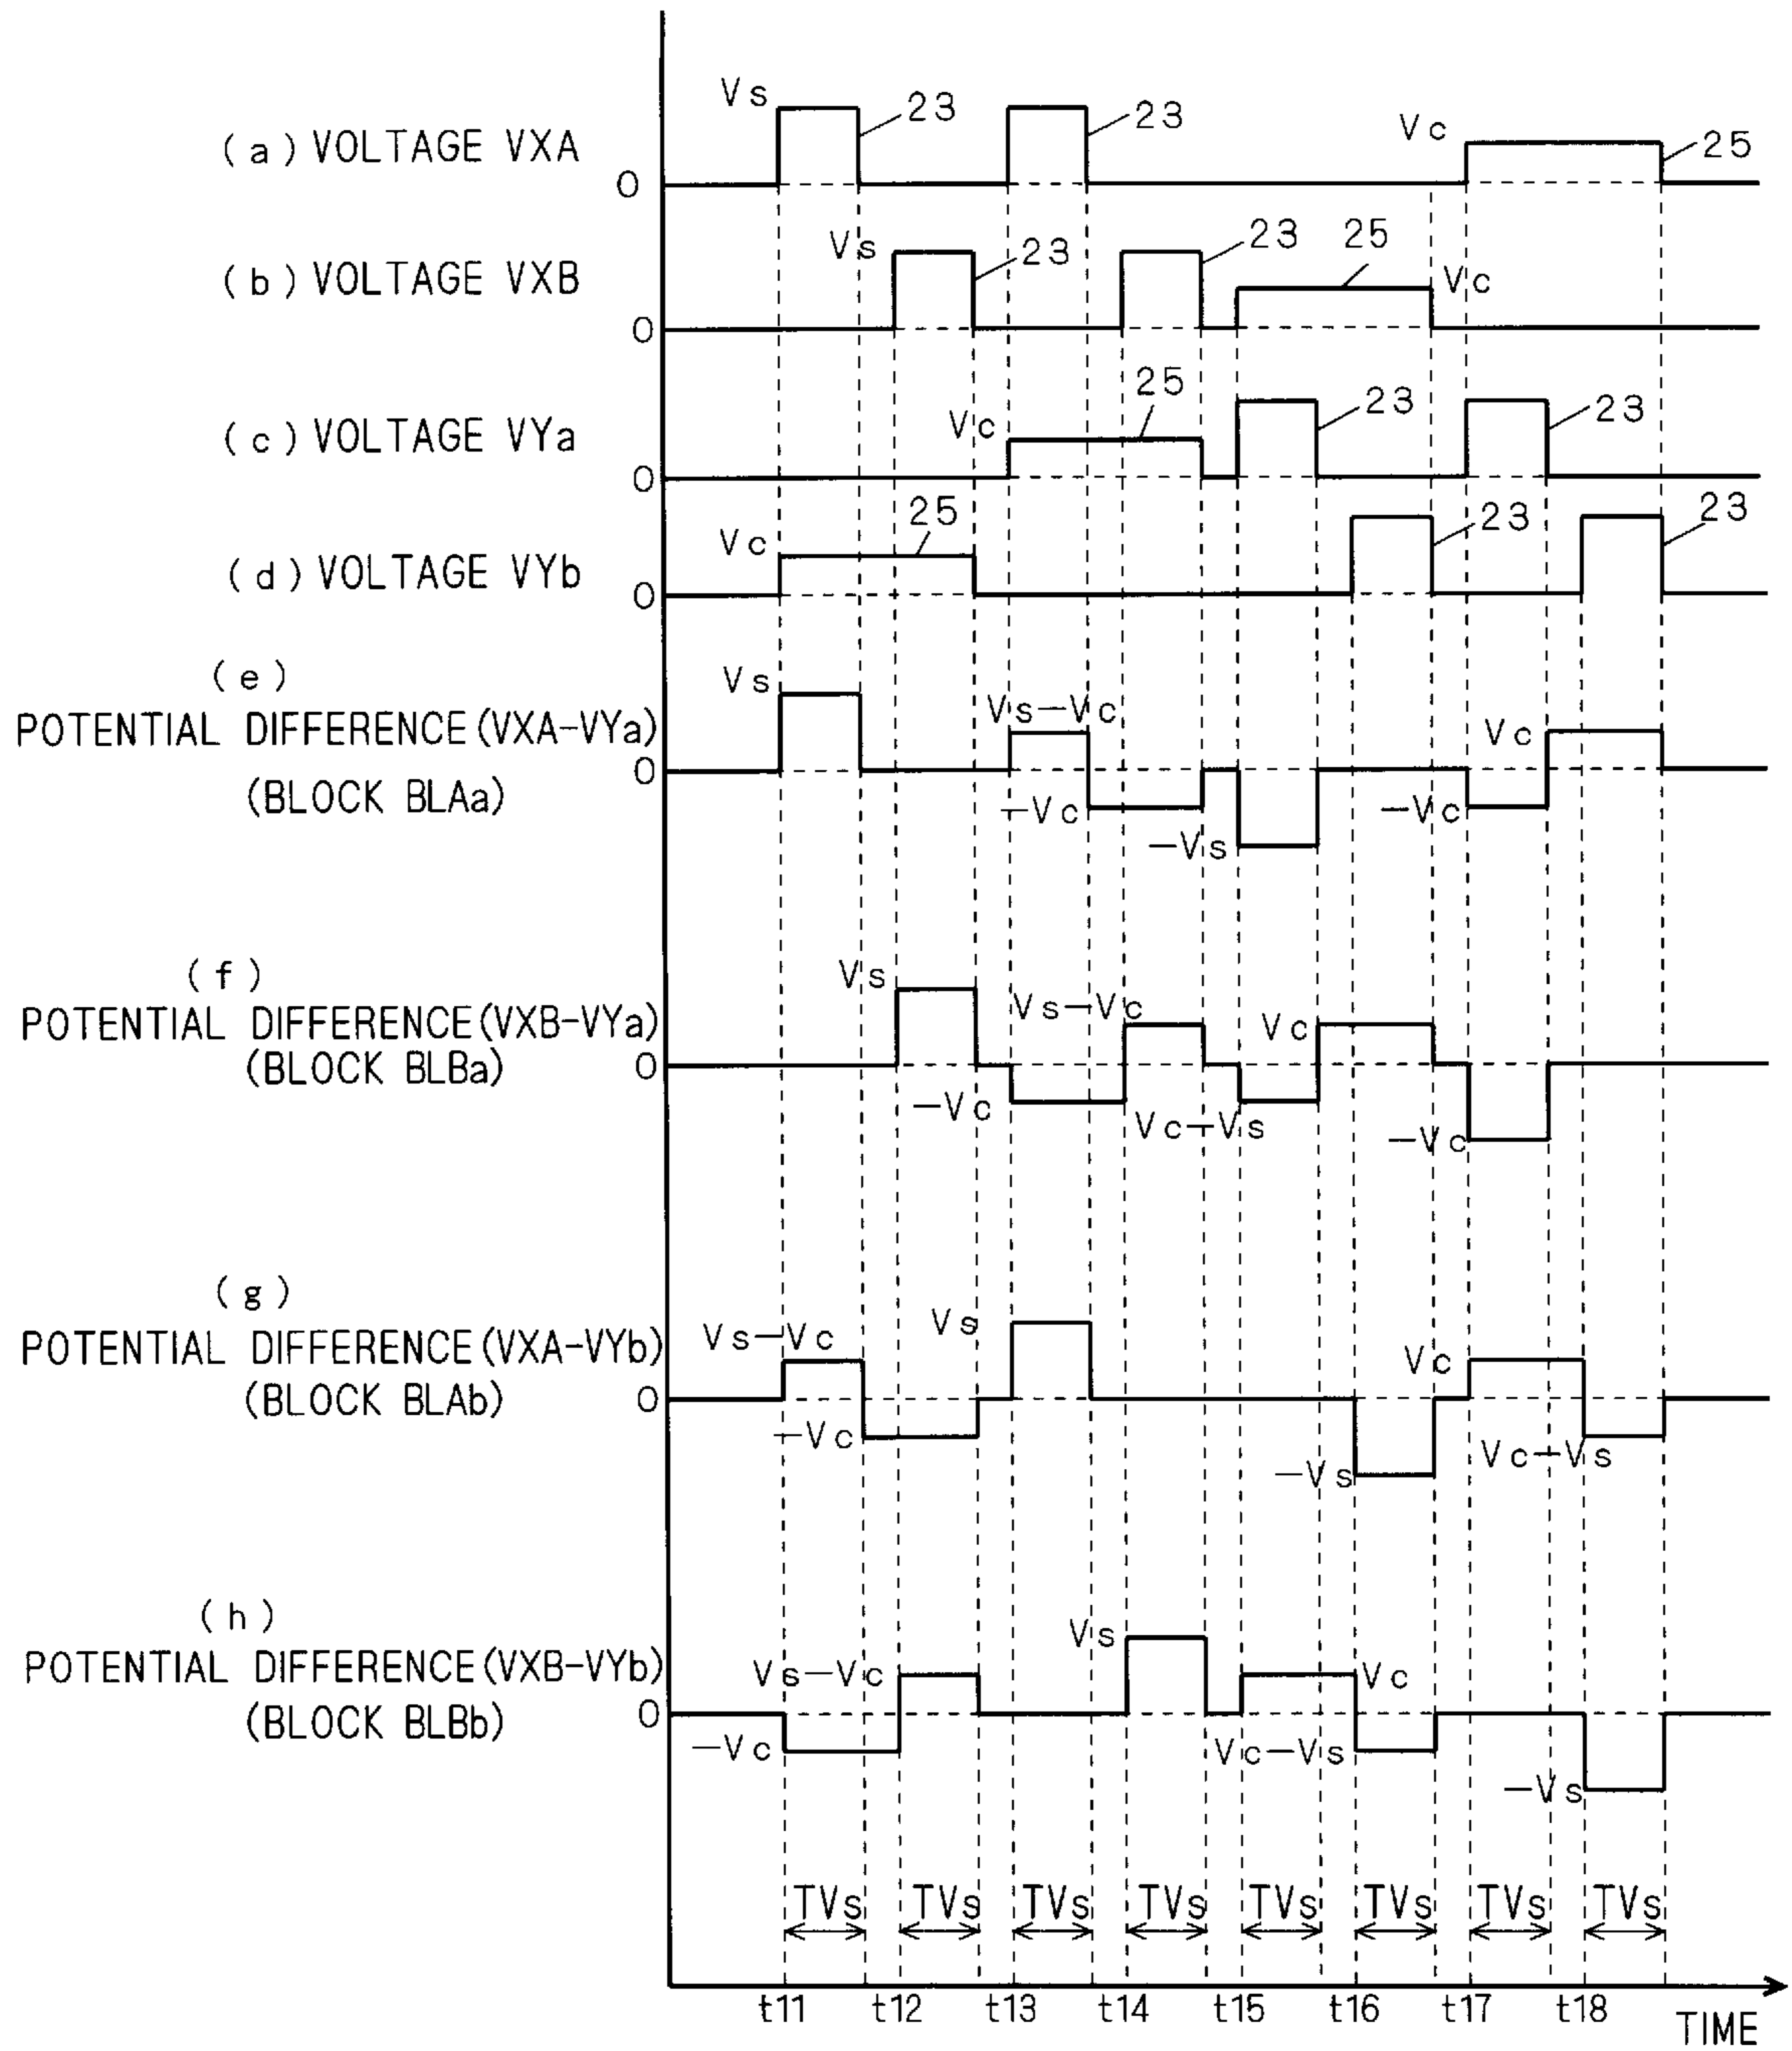 Vs 23 23 Vc 25
(a) VOLTAGE VXA
0
Vs 23 23 25 Vc
(b) VOLTAGE VXB
0
Vc 25 23 23
(c) VOLTAGE VYa
0
Vc 25 23 23
(d) VOLTAGE VYb
0
(e)
POTENTIAL DIFFERENCE(VXA-VYa)
(BLOCK BLAa)
Vs Vs-Vc Vc
0
-Vc -Vs -Vc
(f)
POTENTIAL DIFFERENCE(VXB-VYa)
(BLOCK BLBa)
Vs Vs-Vc Vc
0
-Vc Vc-Vs -Vc
(g)
POTENTIAL DIFFERENCE(VXA-VYb)
(BLOCK BLAb)
Vs-Vc Vs Vc
0
-Vc -Vs Vc-Vs
(h)
POTENTIAL DIFFERENCE(VXB-VYb)
(BLOCK BLBb)
Vs-Vc Vs Vc
0
-Vc Vc-Vs -Vs
TVs TVs TVs TVs TVs TVs TVs TVs
t11 t12 t13 t14 t15 t16 t17 t18
TIME